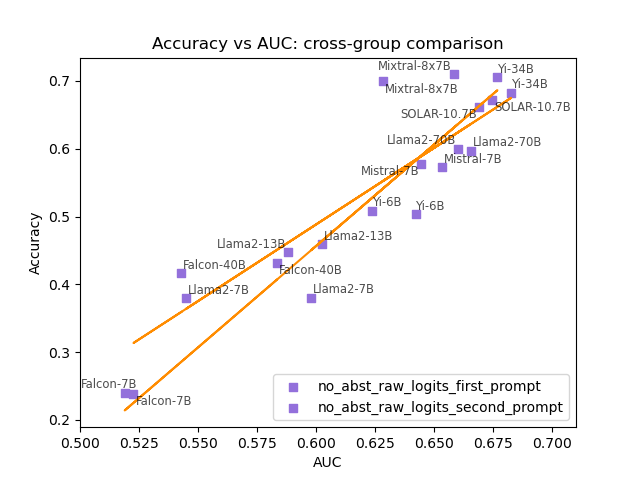 Accuracy vs AUC: cross-group comparison
Mixtral-8x7B
Yi-34B
Mixtral-8x7B
Yi-34B
SOLAR-10.7B
SOLAR-10.7B
Llama2-70B
Llama2-70B
Mistral-7B
Mistral-7B
Yi-6B
Yi-6B
Llama2-13B
Llama2-13B
Falcon-40B
Falcon-40B
Llama2-7B
Llama2-7B
Falcon-7B
Falcon-7B
0.7
0.6
0.5
0.4
0.3
0.2
Accuracy
no_abst_raw_logits_first_prompt
no_abst_raw_logits_second_prompt
0.500 0.525 0.550 0.575 0.600 0.625 0.650 0.675 0.700
AUC